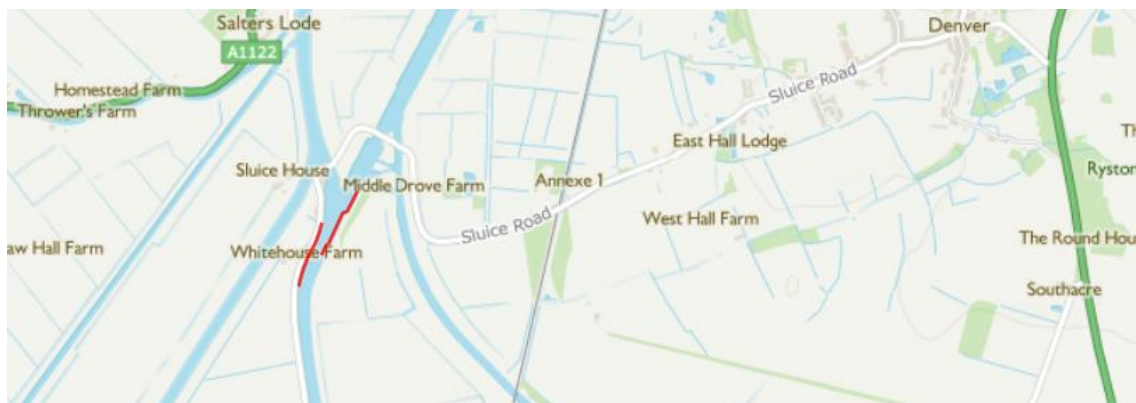 Salters Lode
Denver
A1122
Homestead Farm
Thrower's Farm
Sluice Road
East Hall Lodge
Sluice House
Middle Drove Farm
Annexe 1
Ryston
West Hall Farm
Sluice Road
aw Hall Farm
Whitehouse Farm
The Round Hou
Southacre
Th